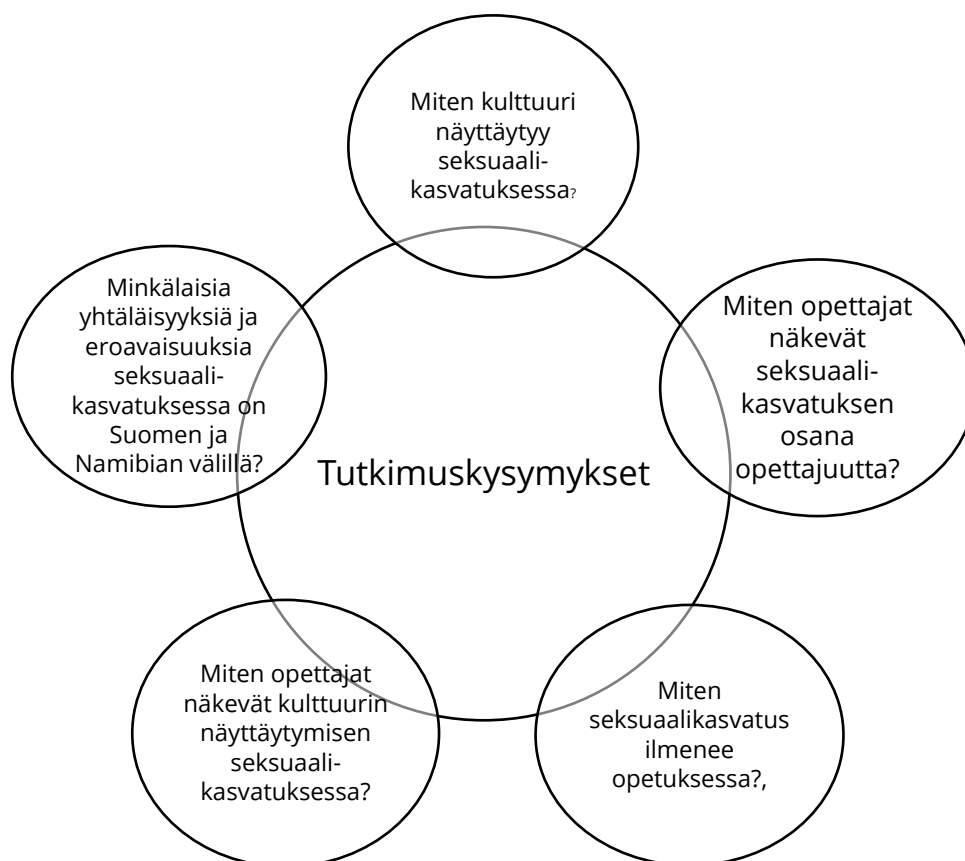 Miten kulttuuri
näyttäytyy
seksuaali-
kasvatuksessa?
Minkälaisia
yhtäläisyyksiä ja
eroavaisuuksia
seksuaali-
kasvatuksessa on
Suomen ja
Namibian välillä?
Miten opettajat
näkevät
seksuaali-
kasvatuksen
osana
opettajuutta?
Tutkimuskysymykset
Miten opettajat
näkevät kulttuurin
näyttäytymisen
seksuaali-
kasvatuksessa?
Miten
seksuaalikasvatus
ilmenee
opetuksessa?,